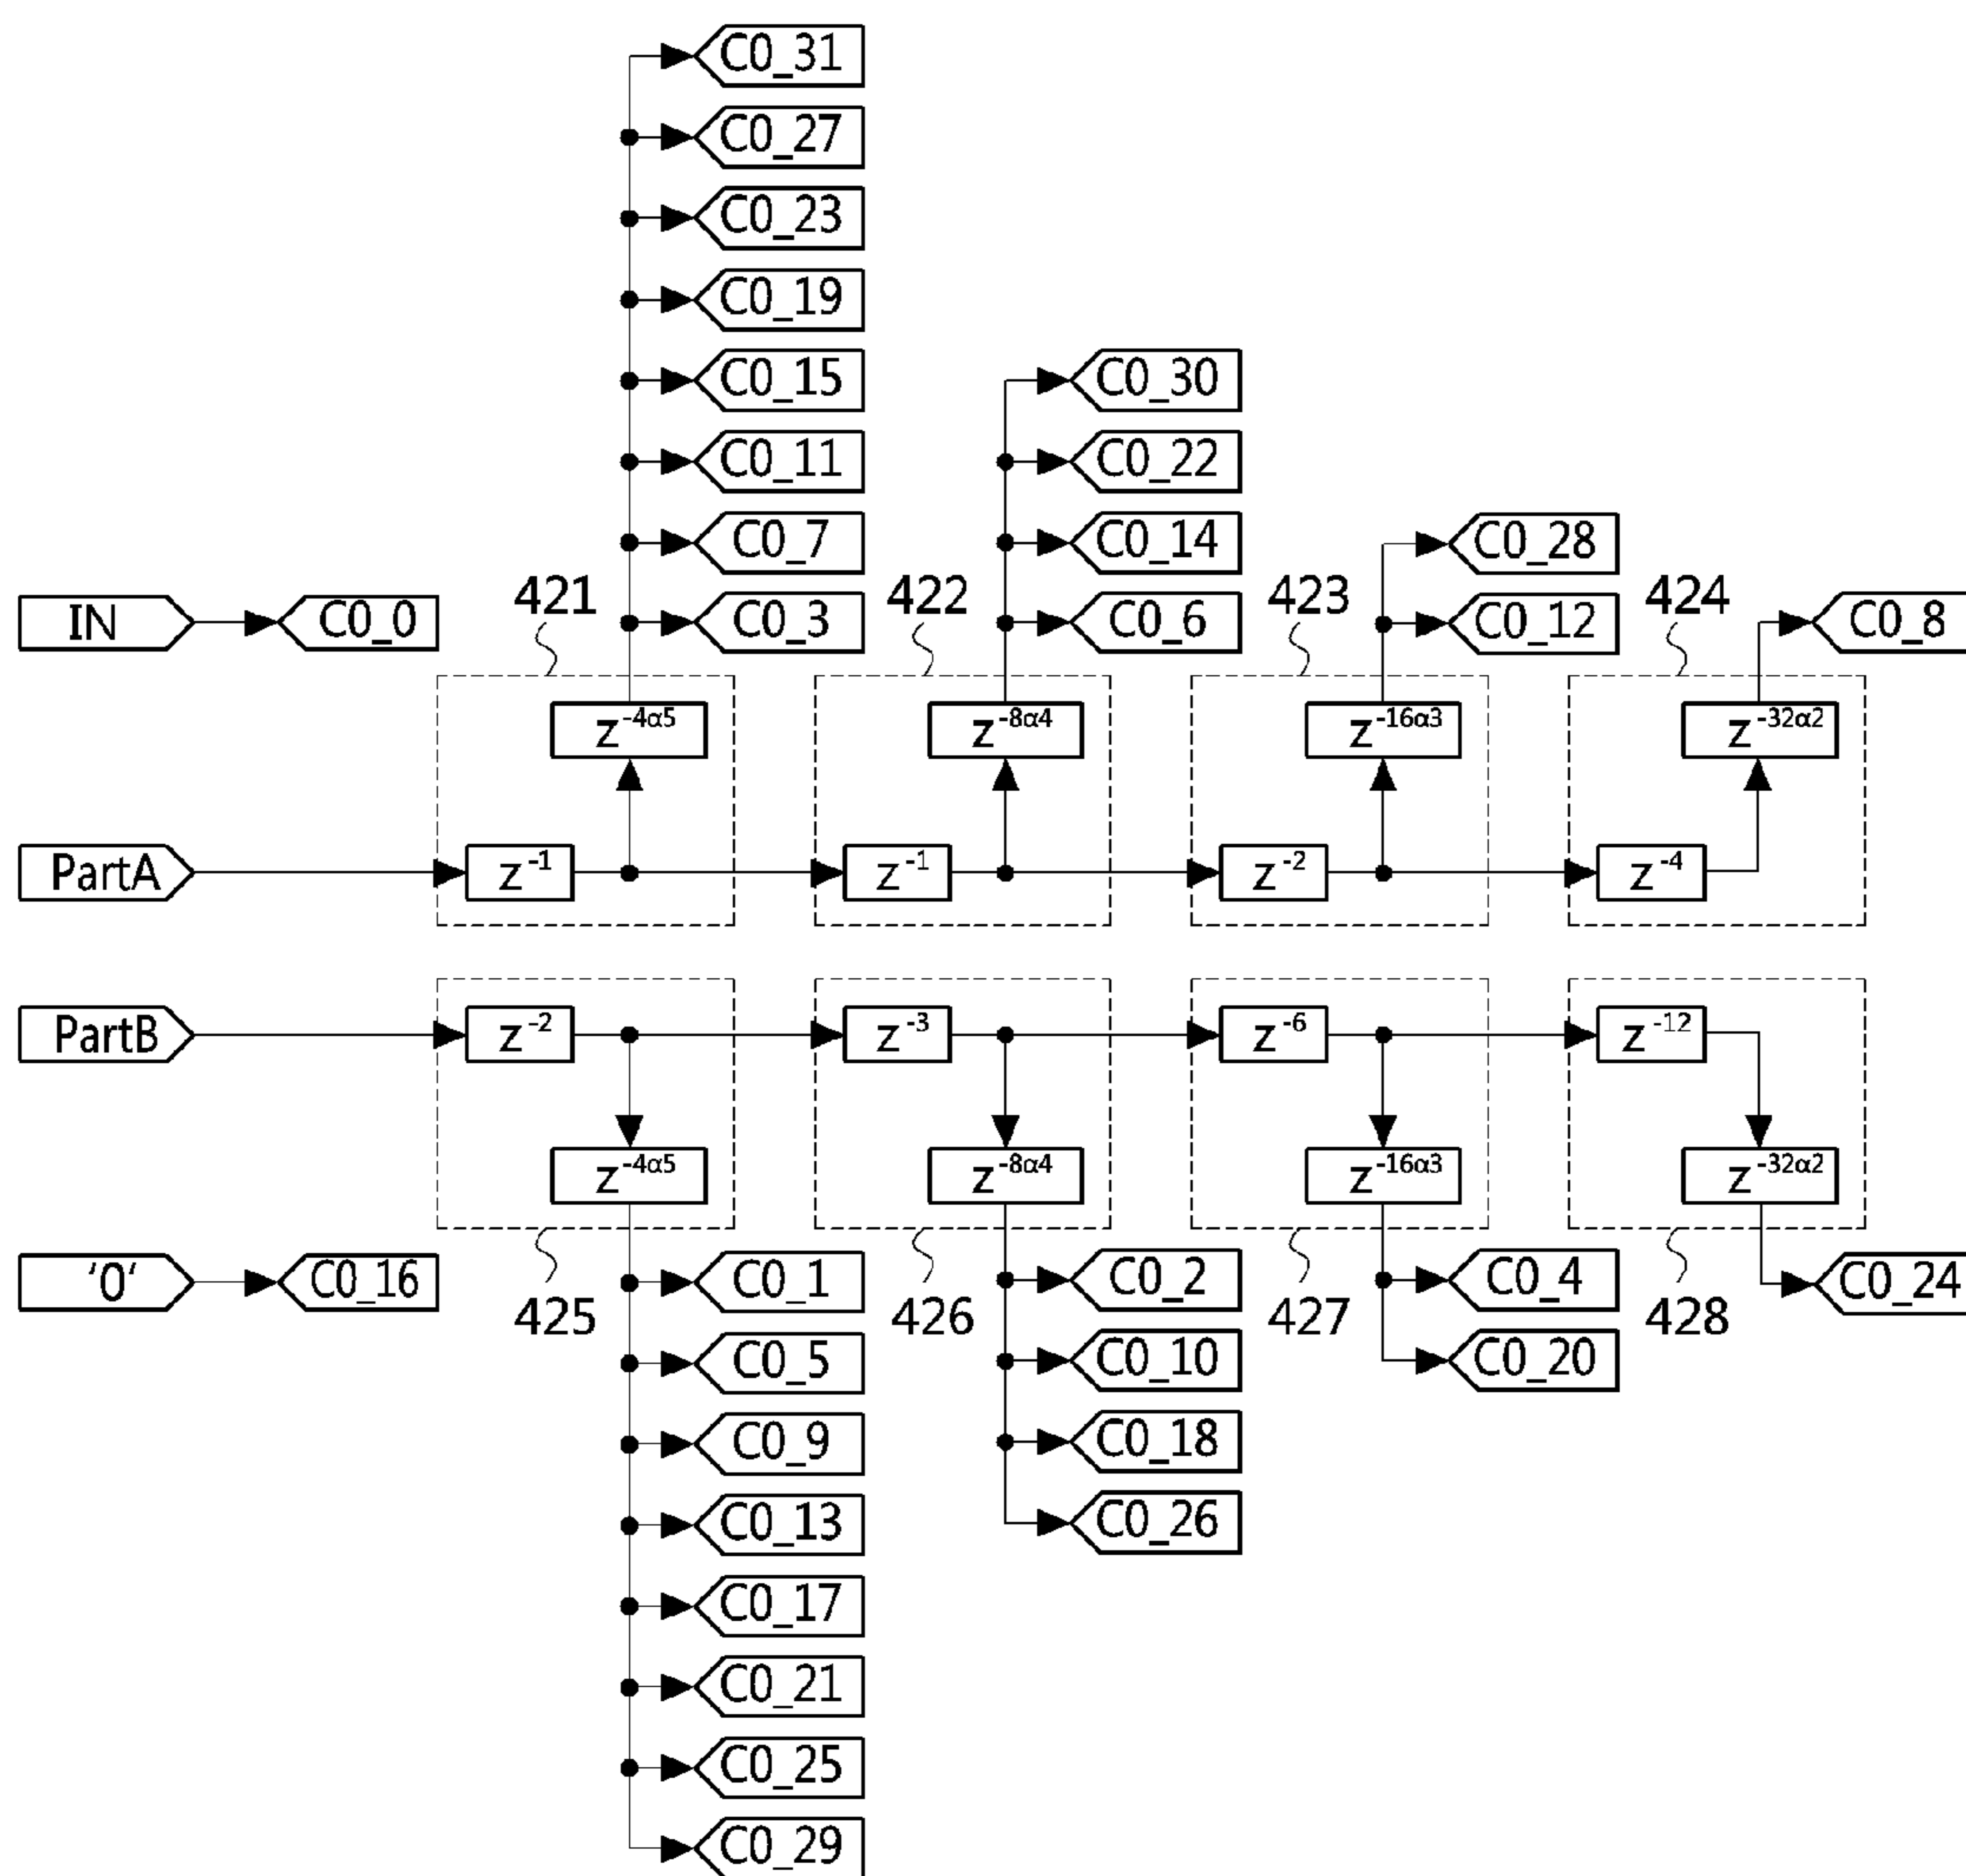 C0_31
C0_27
C0_23
C0_19
C0_15
C0_30
C0_11
C0_22
C0_7
C0_14
C0_28
421
422
423
424
IN
C0_0
C0_3
C0_6
C0_12
C0_8
z^-4α5
z^-8α4
z^-16α3
z^-32α2
PartA
z^-1
z^-1
z^-2
z^-4
PartB
z^-2
z^-3
z^-6
z^-12
z^-4α5
z^-8α4
z^-16α3
z^-32α2
'0'
C0_16
C0_1
C0_2
C0_4
C0_24
425
426
427
428
C0_5
C0_10
C0_20
C0_9
C0_18
C0_13
C0_26
C0_17
C0_21
C0_25
C0_29